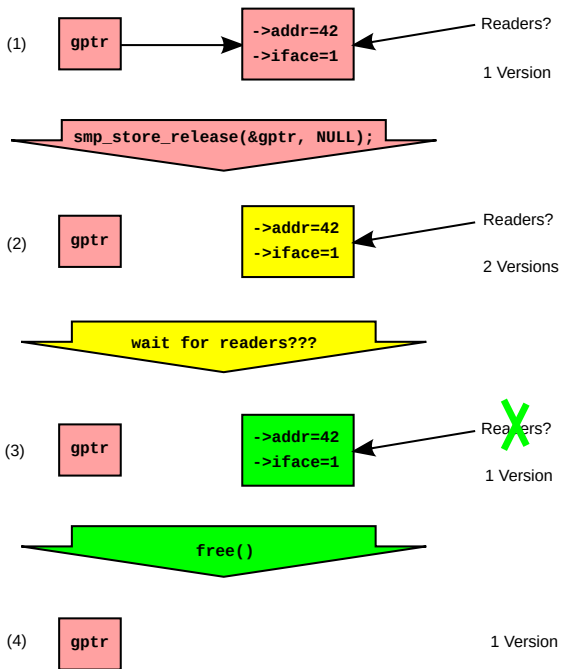 (1)
gptr
->addr=42
->iface=1
Readers?
1 Version
smp_store_release(&gptr, NULL);
(2)
gptr
->addr=42
->iface=1
Readers?
2 Versions
wait for readers???
(3)
gptr
->addr=42
->iface=1
Readers?
1 Version
free()
(4)
gptr
1 Version